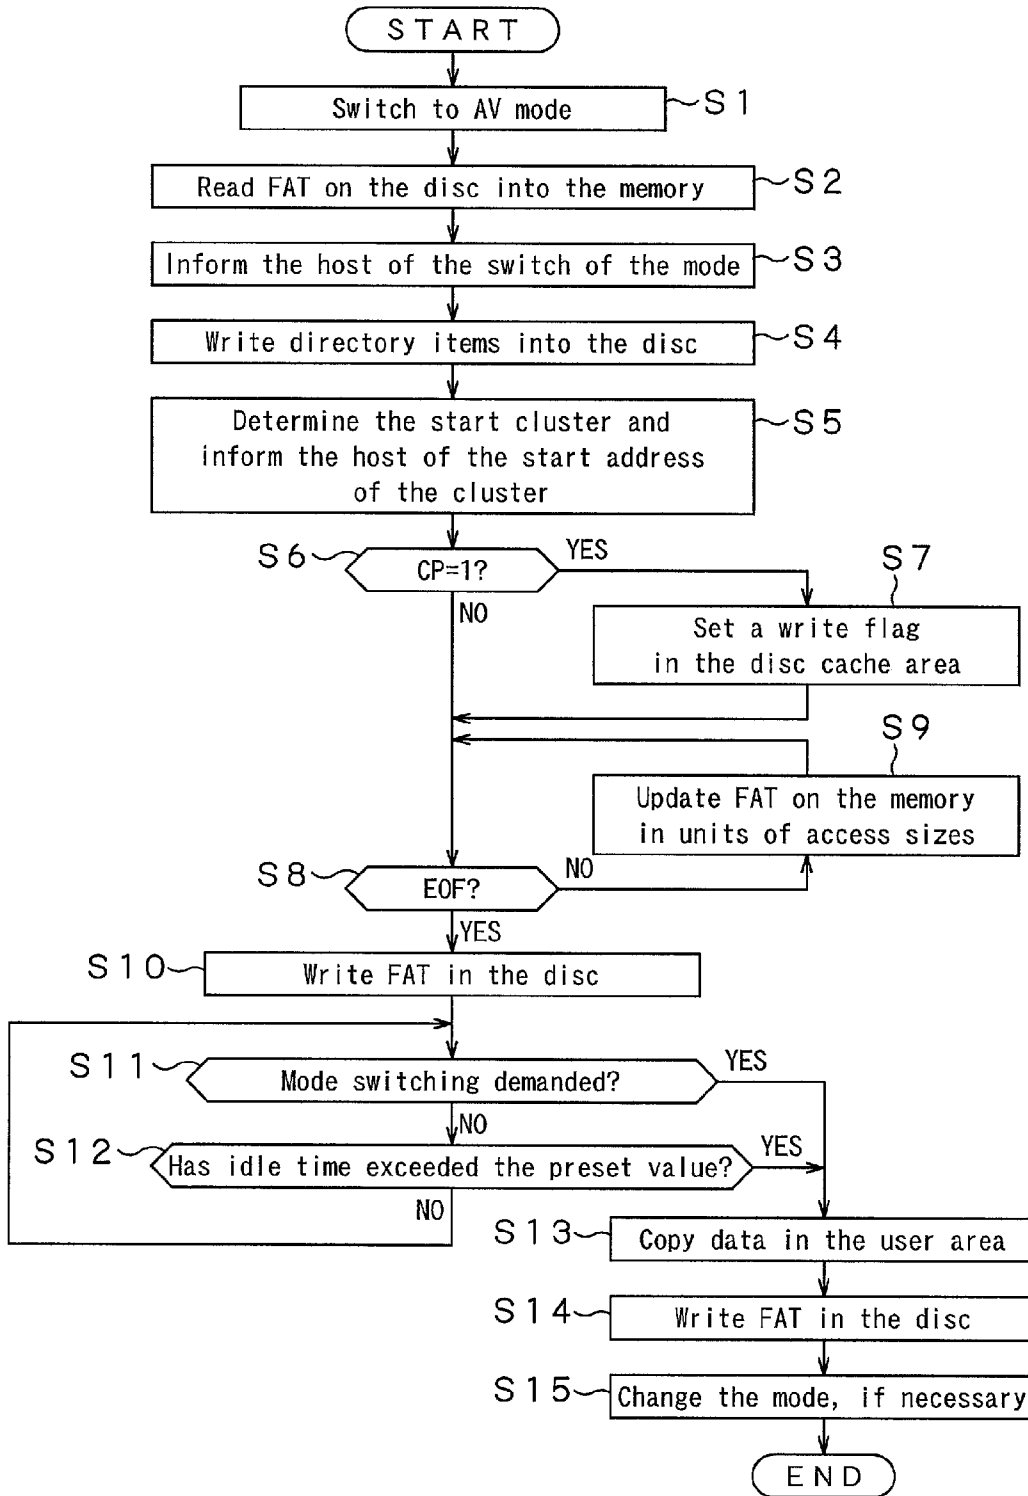 START
Switch to AV mode
S1
Read FAT on the disc into the memory
S2
Inform the host of the switch of the mode
S3
Write directory items into the disc
S4
Determine the start cluster and
inform the host of the start address
of the cluster
S5
S6
CP=1?
YES
NO
S7
Set a write flag
in the disc cache area
S9
Update FAT on the memory
in units of access sizes
S8
EOF?
NO
YES
S10
Write FAT in the disc
S11
Mode switching demanded?
YES
NO
S12
Has idle time exceeded the preset value?
YES
NO
S13
Copy data in the user area
S14
Write FAT in the disc
S15
Change the mode, if necessary
END